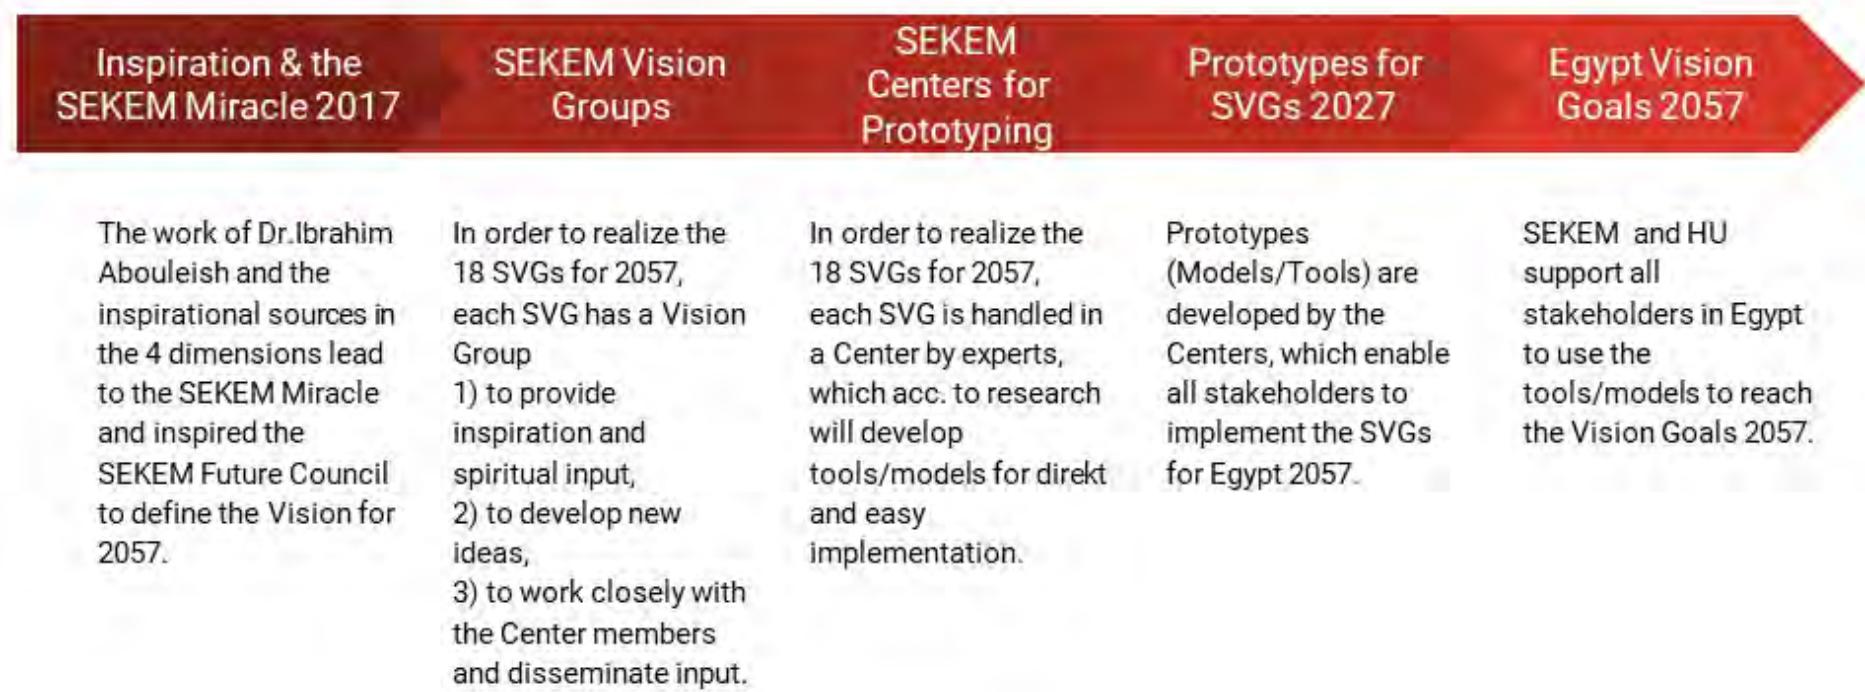 Inspiration & the
SEKEM Miracle 2017
SEKEM Vision
Groups
SEKEM
Centers for
Prototyping
Prototypes for
SVGs 2027
Egypt Vision
Goals 2057
The work of Dr.Ibrahim
Abouleish and the
inspirational sources in
the 4 dimensions lead
to the SEKEM Miracle
and inspired the
SEKEM Future Council
to define the Vision for
2057.
In order to realize the
18 SVGs for 2057,
each SVG has a Vision
Group
1) to provide
inspiration and
spiritual input,
2) to develop new
ideas,
3) to work closely with
the Center members
and disseminate input.
In order to realize the
18 SVGs for 2057,
each SVG is handled in
a Center by experts,
which acc. to research
will develop
tools/models for direkt
and easy
implementation.
Prototypes
(Models/Tools) are
developed by the
Centers, which enable
all stakeholders to
implement the SVGs
for Egypt 2057.
SEKEM and HU
support all
stakeholders in Egypt
to use the
tools/models to reach
the Vision Goals 2057.